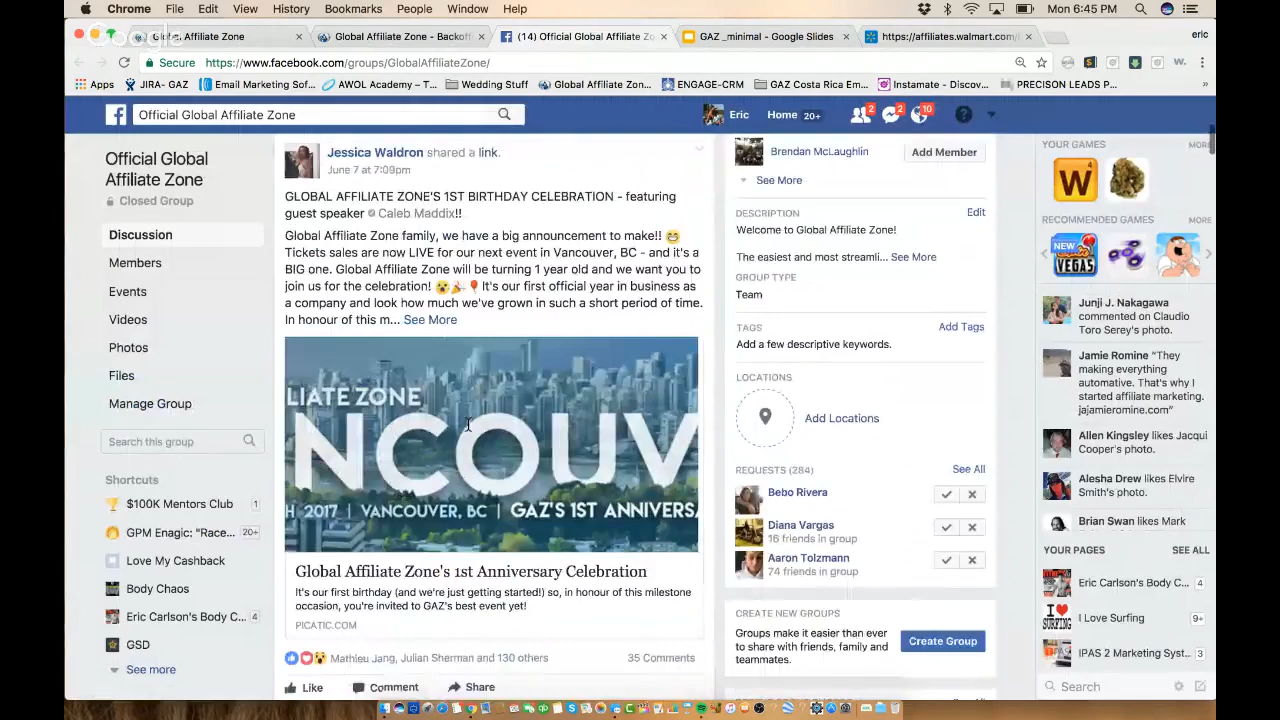 Chrome File Edit View History Bookmarks People Window Help Mon 6:45 PM
Google
Global Affiliate Zone
Global Affiliate Zone - Backoffi
(14) Official Global Affiliate Zo
GAZ _minimal - Google Slides
https://affiliates.walmart.com/
eric
Secure https://www.facebook.com/groups/GlobalAffiliateZone/
Apps JIRA- GAZ Email Marketing Sof... AWOL Academy – T... Wedding Stuff Global Affiliate Zon... ENGAGE-CRM GAZ Costa Rica Em... Instamate - Discov... PRECISON LEADS P...
Official Global Affiliate Zone
Eric Home 20+ 2 2 10
Official Global
Affiliate Zone
Closed Group
Discussion
Members
Events
Videos
Photos
Files
Manage Group
Search this group
Shortcuts
$100K Mentors Club 1
GPM Enagic: "Race... 20+
Love My Cashback
Body Chaos
Eric Carlson's Body C... 4
GSD
See more
Jessica Waldron shared a link.
June 7 at 7:09pm
GLOBAL AFFILIATE ZONE'S 1ST BIRTHDAY CELEBRATION - featuring
guest speaker Caleb Maddix!!
Global Affiliate Zone family, we have a big announcement to make!! 😁
Tickets sales are now LIVE for our next event in Vancouver, BC - and it's a
BIG one. Global Affiliate Zone will be turning 1 year old and we want you to
join us for the celebration! 😮🎉📍It's our first official year in business as
a company and look how much we've grown in such a short period of time.
In honour of this m... See More
LIATE ZONE
NCOUV
H 2017 | VANCOUVER, BC | GAZ'S 1ST ANNIVERSA
Global Affiliate Zone's 1st Anniversary Celebration
It's our first birthday (and we're just getting started!) so, in honour of this milestone
occasion, you're invited to GAZ's best event yet!
PICATIC.COM
Mathieu Jang, Julian Sherman and 130 others 35 Comments
Like Comment Share
Brendan McLaughlin Add Member
See More
DESCRIPTION Edit
Welcome to Global Affiliate Zone!
The easiest and most streamli... See More
GROUP TYPE
Team
TAGS Add Tags
Add a few descriptive keywords.
LOCATIONS
Add Locations
REQUESTS (284) See All
Bebo Rivera
Diana Vargas
16 friends in group
Aaron Tolzmann
74 friends in group
CREATE NEW GROUPS
Groups make it easier than ever
to share with friends, family and
teammates.
Create Group
YOUR GAMES MORE
W
RECOMMENDED GAMES MORE
NEW
VEGAS
Junji J. Nakagawa
commented on Claudio
Toro Serey's photo.
Jamie Romine "They
making everything
automative. That's why I
started affiliate marketing.
jajamieromine.com"
Allen Kingsley likes Jacqui
Cooper's photo.
Alesha Drew likes Elvire
Smith's photo.
Brian Swan likes Mark
YOUR PAGES SEE ALL
Eric Carlson's Body C... 4
I Love Surfing 9+
IPAS 2 Marketing Syst... 3
Search